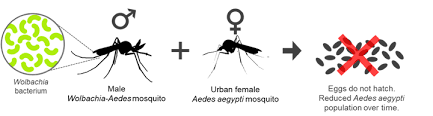 Wolbachia
bacterium
Male
Wolbachia-Aedes mosquito
Urban female
Aedes aegypti mosquito
Eggs do not hatch.
Reduced Aedes aegypti
population over time.